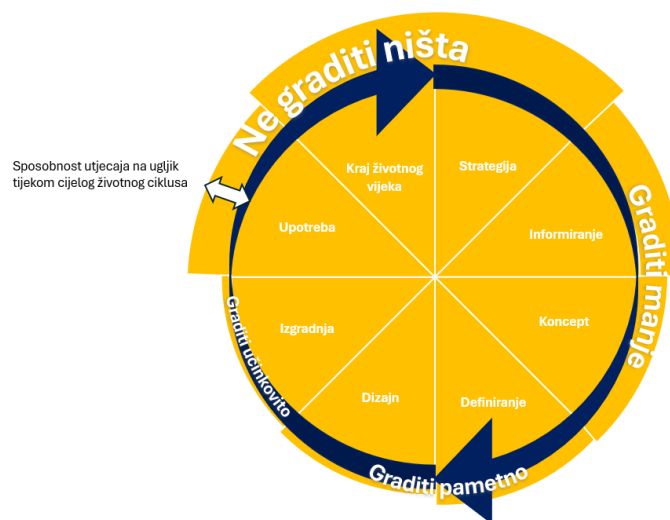 Ne graditi ništa
Sposobnost utjecaja na ugljik
tijekom cijelog životnog ciklusa
Kraj životnog
vijeka
Strategija
Upotreba
Informiranje
Graditi manje
Izgradnja
Koncept
Graditi učinkovito
Dizajn
Definiranje
Graditi pametno